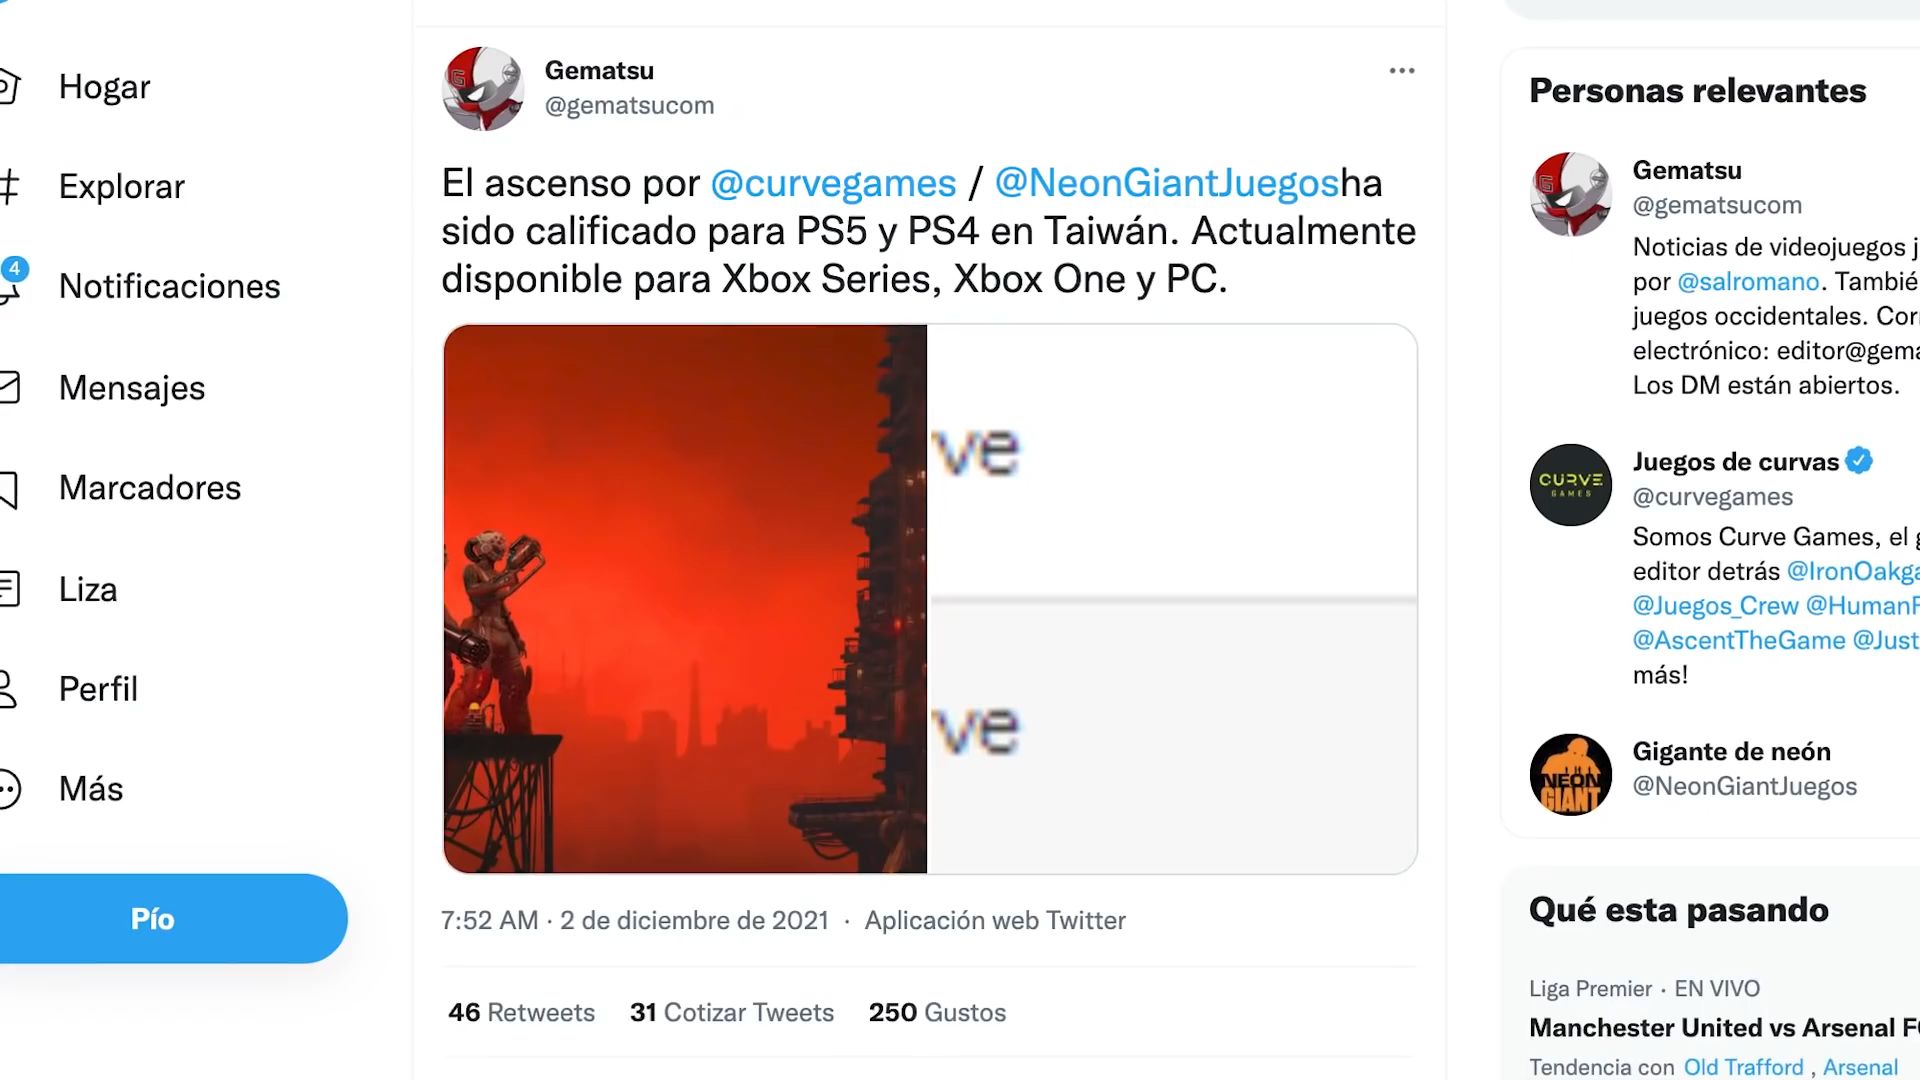 Hogar
Explorar
4
Notificaciones
Mensajes
Marcadores
Liza
Perfil
Más
Pío
Gematsu
@gematsucom
El ascenso por @curvegames / @NeonGiantJuegosha
sido calificado para PS5 y PS4 en Taiwán. Actualmente
disponible para Xbox Series, Xbox One y PC.
ve
ve
7:52 AM · 2 de diciembre de 2021 · Aplicación web Twitter
46 Retweets 31 Cotizar Tweets 250 Gustos
Personas relevantes
Gematsu
@gematsucom
Noticias de videojuegos j
por @salromano. Tambié
juegos occidentales. Cor
electrónico: editor@gema
Los DM están abiertos.
CURVE
GAMES
Juegos de curvas
@curvegames
Somos Curve Games, el g
editor detrás @IronOakga
@Juegos_Crew @HumanF
@AscentTheGame @Just
más!
NEON
GIANT
Gigante de neón
@NeonGiantJuegos
Qué esta pasando
Liga Premier · EN VIVO
Manchester United vs Arsenal F
Tendencia con Old Trafford , Arsenal